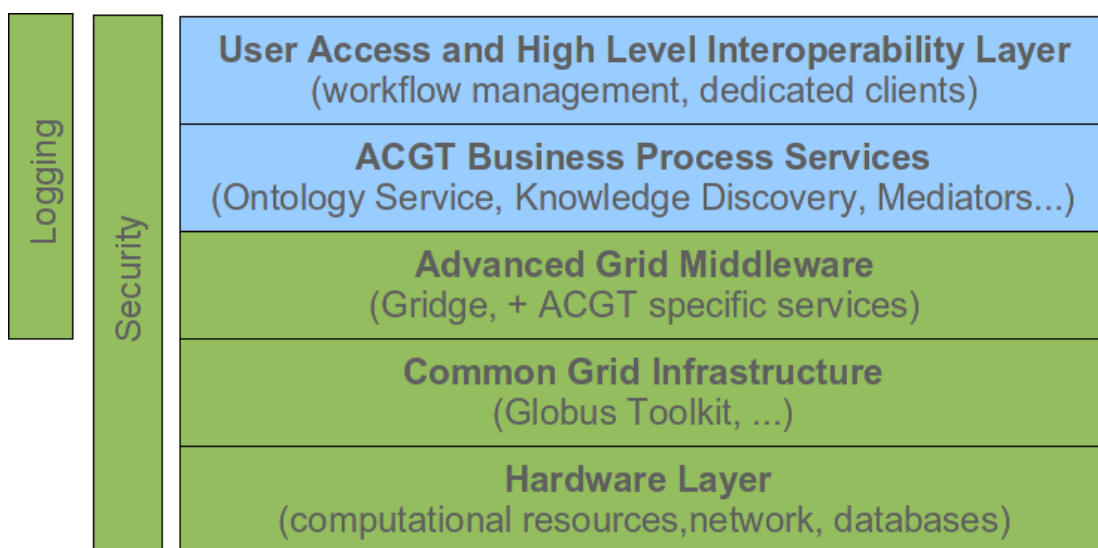 Logging
Security
User Access and High Level Interoperability Layer
(workflow management, dedicated clients)
ACGT Business Process Services
(Ontology Service, Knowledge Discovery, Mediators...)
Advanced Grid Middleware
(Gridge, + ACGT specific services)
Common Grid Infrastructure
(Globus Toolkit, ...)
Hardware Layer
(computational resources,network, databases)